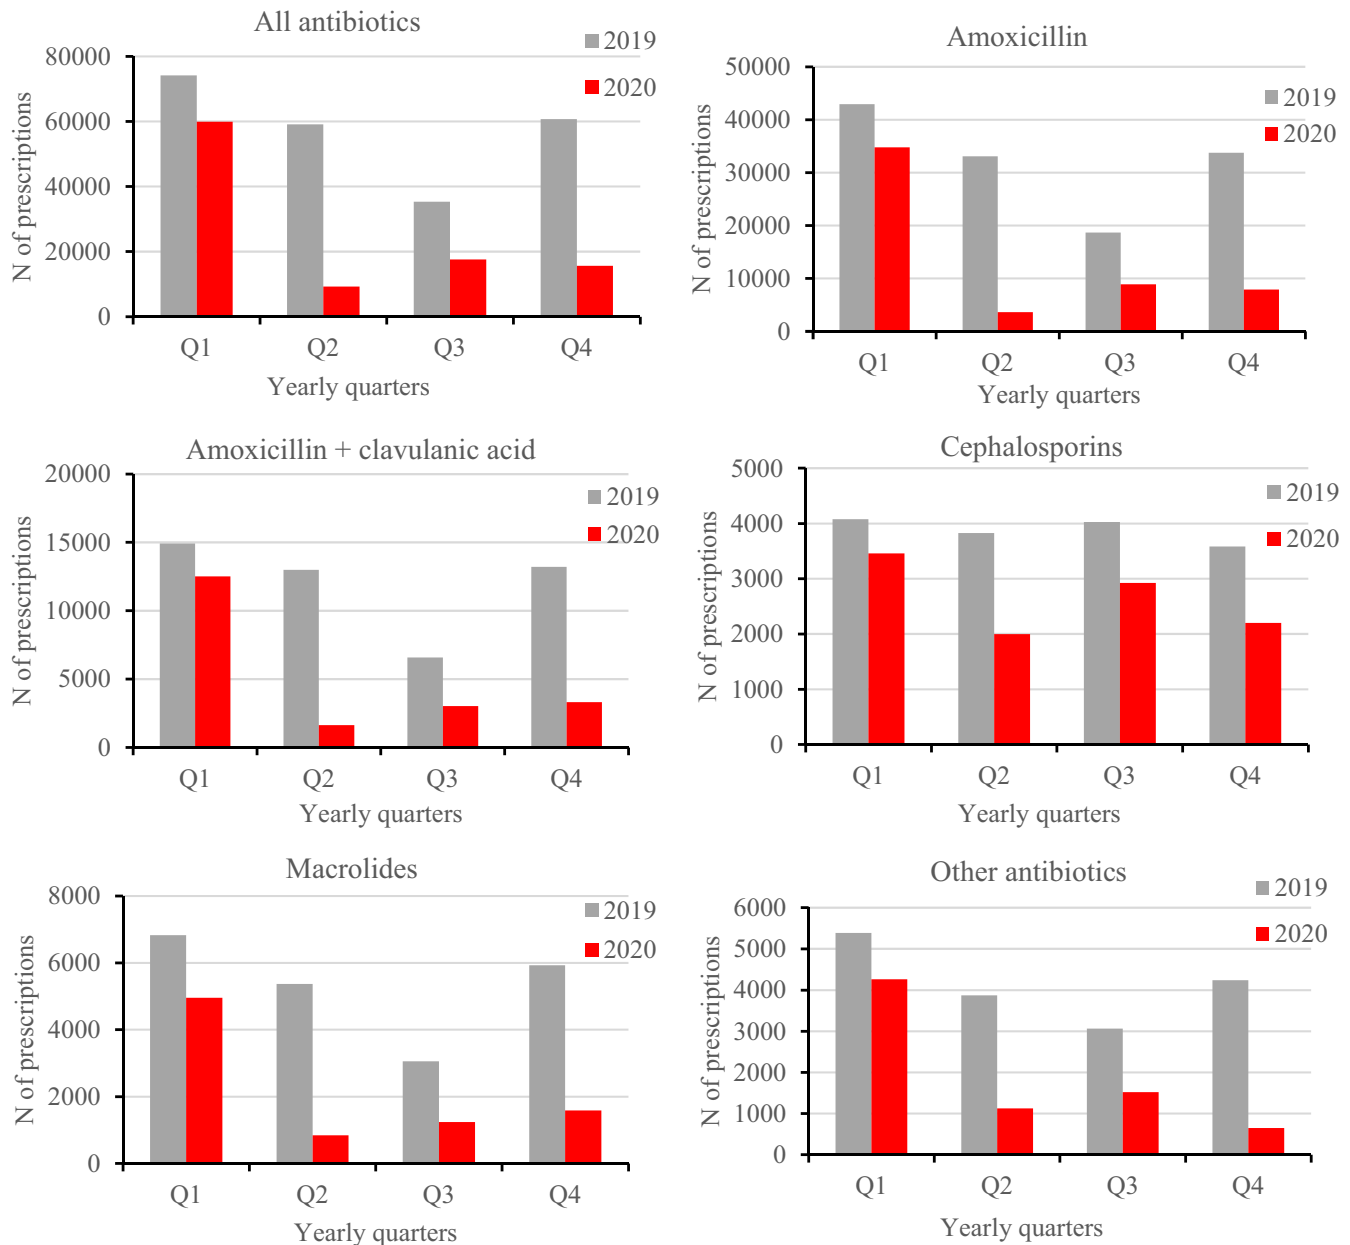 All antibiotics
2019
2020
N of prescriptions
80000
60000
40000
20000
0
Q1 Q2 Q3 Q4
Yearly quarters
Amoxicillin
2019
2020
N of prescriptions
50000
40000
30000
20000
10000
0
Q1 Q2 Q3 Q4
Yearly quarters
Amoxicillin + clavulanic acid
2019
2020
N of prescriptions
20000
15000
10000
5000
0
Q1 Q2 Q3 Q4
Yearly quarters
Cephalosporins
2019
2020
N of prescriptions
5000
4000
3000
2000
1000
0
Q1 Q2 Q3 Q4
Yearly quarters
Macrolides
2019
2020
N of prescriptions
8000
6000
4000
2000
0
Q1 Q2 Q3 Q4
Yearly quarters
Other antibiotics
2019
2020
N of prescriptions
6000
5000
4000
3000
2000
1000
0
Q1 Q2 Q3 Q4
Yearly quarters